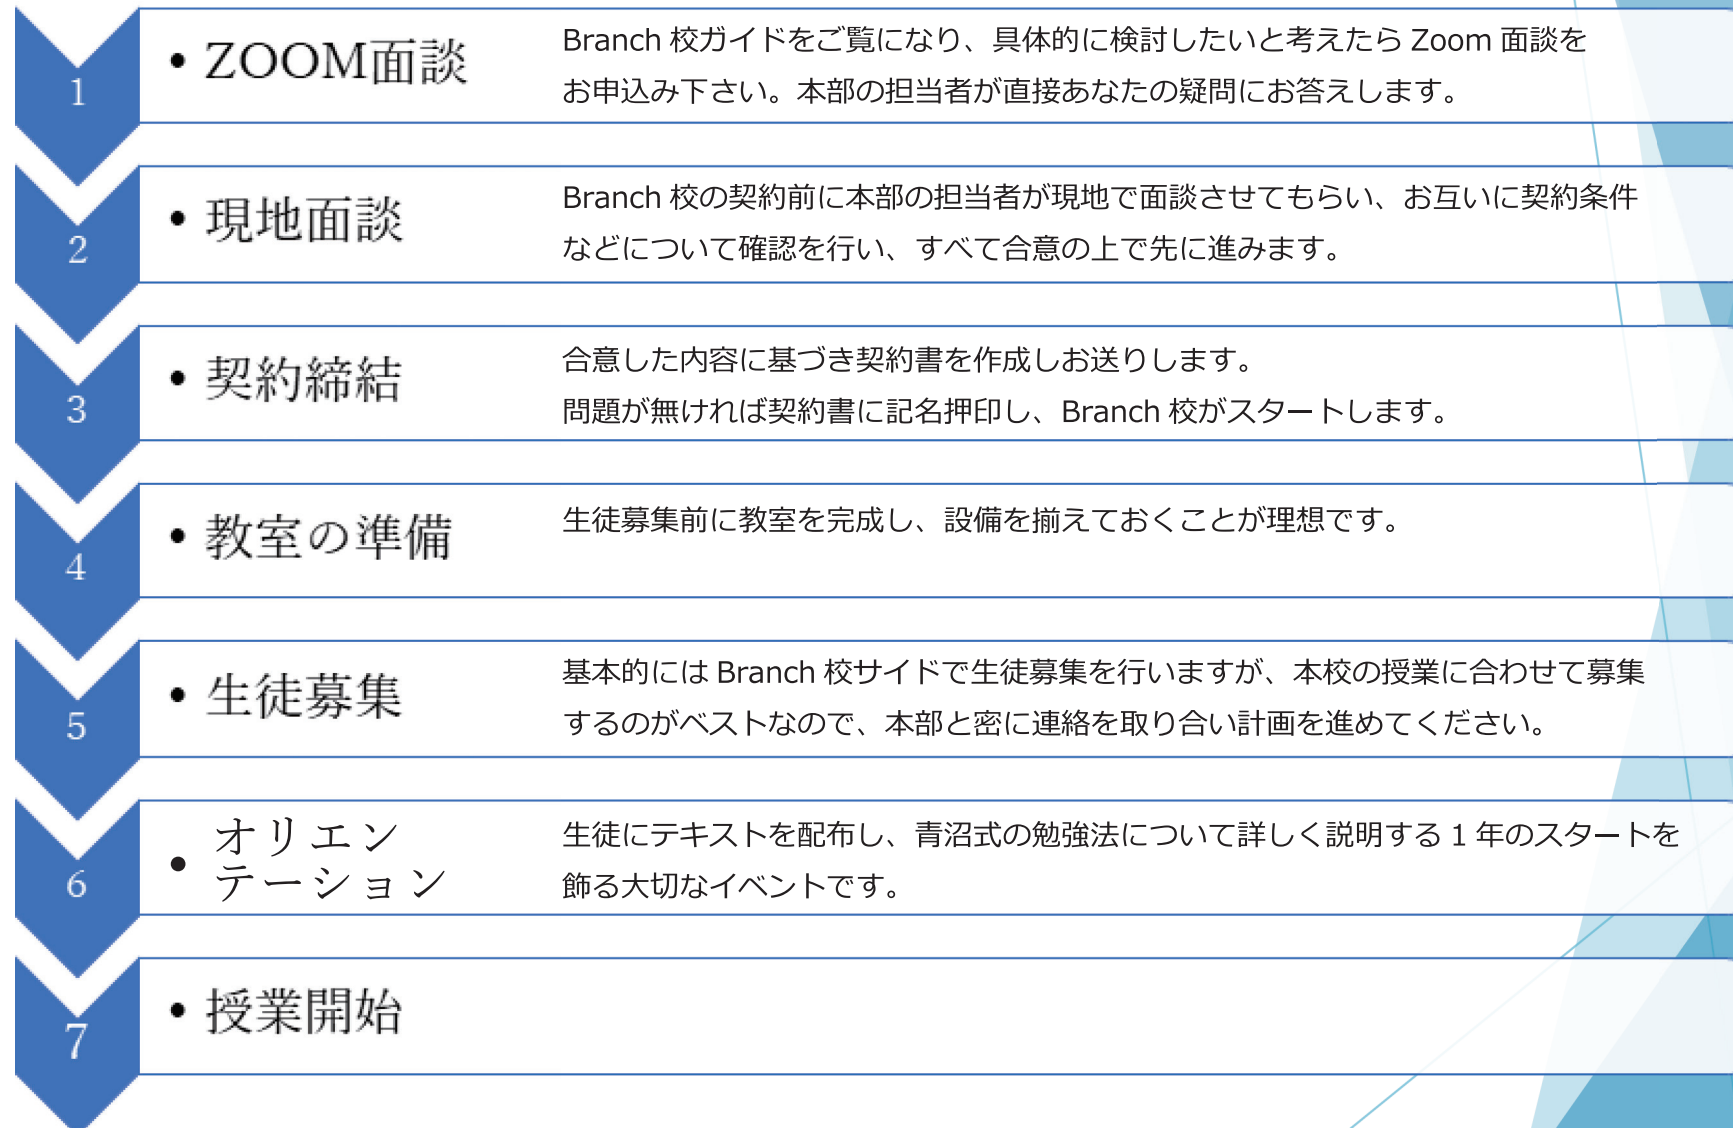 1
• ZOOM面談
Branch 校ガイドをご覧になり、具体的に検討したいと考えたら Zoom 面談を
お申込み下さい。本部の担当者が直接あなたの疑問にお答えします。
2
• 現地面談
Branch 校の契約前に本部の担当者が現地で面談させてもらい、お互いに契約条件
などについて確認を行い、すべて合意の上で先に進みます。
3
• 契約締結
合意した内容に基づき契約書を作成しお送りします。
問題が無ければ契約書に記名押印し、Branch 校がスタートします。
4
• 教室の準備
生徒募集前に教室を完成し、設備を揃えておくことが理想です。
5
• 生徒募集
基本的には Branch 校サイドで生徒募集を行いますが、本校の授業に合わせて募集
するのがベストなので、本部と密に連絡を取り合い計画を進めてください。
6
• オリエン
テーション
生徒にテキストを配布し、青沼式の勉強法について詳しく説明する 1 年のスタートを
飾る大切なイベントです。
7
• 授業開始